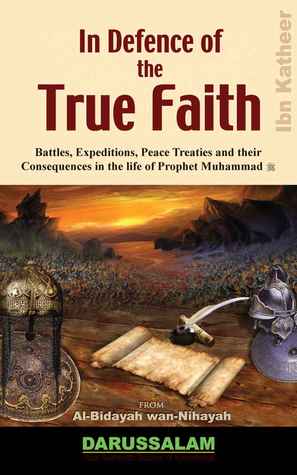 In Defence of
the
True Faith
Ibn Katheer
Battles, Expeditions, Peace Treaties and their
Consequences in the life of Prophet Muhammad ﷺ
FROM
Al-Bidayah wan-Nihayah
DARUSSALAM